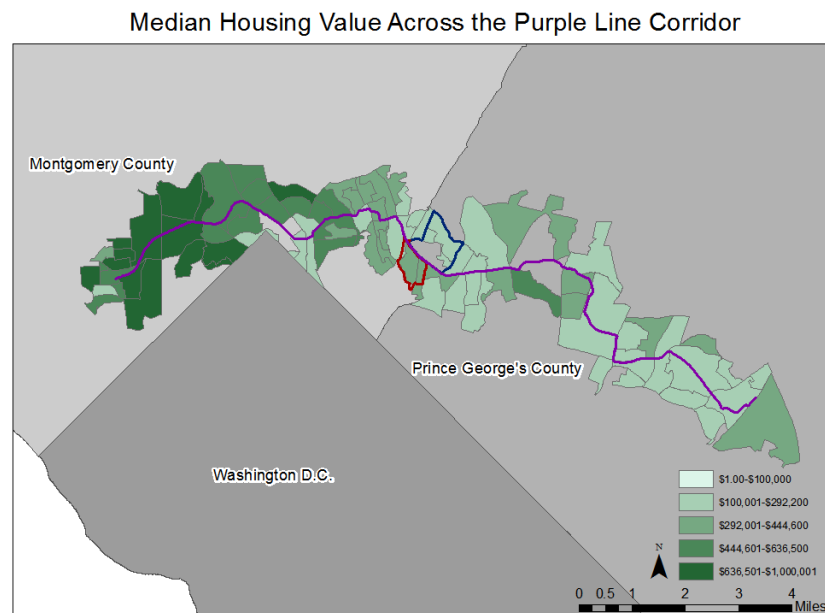 Median Housing Value Across the Purple Line Corridor
Montgomery County
Prince George's County
Washington D.C.
$1.00-$100,000
$100,001-$292,200
$292,001-$444,600
$444,601-$636,500
$636,501-$1,000,001
N
0 0.5 1 2 3 4
Miles